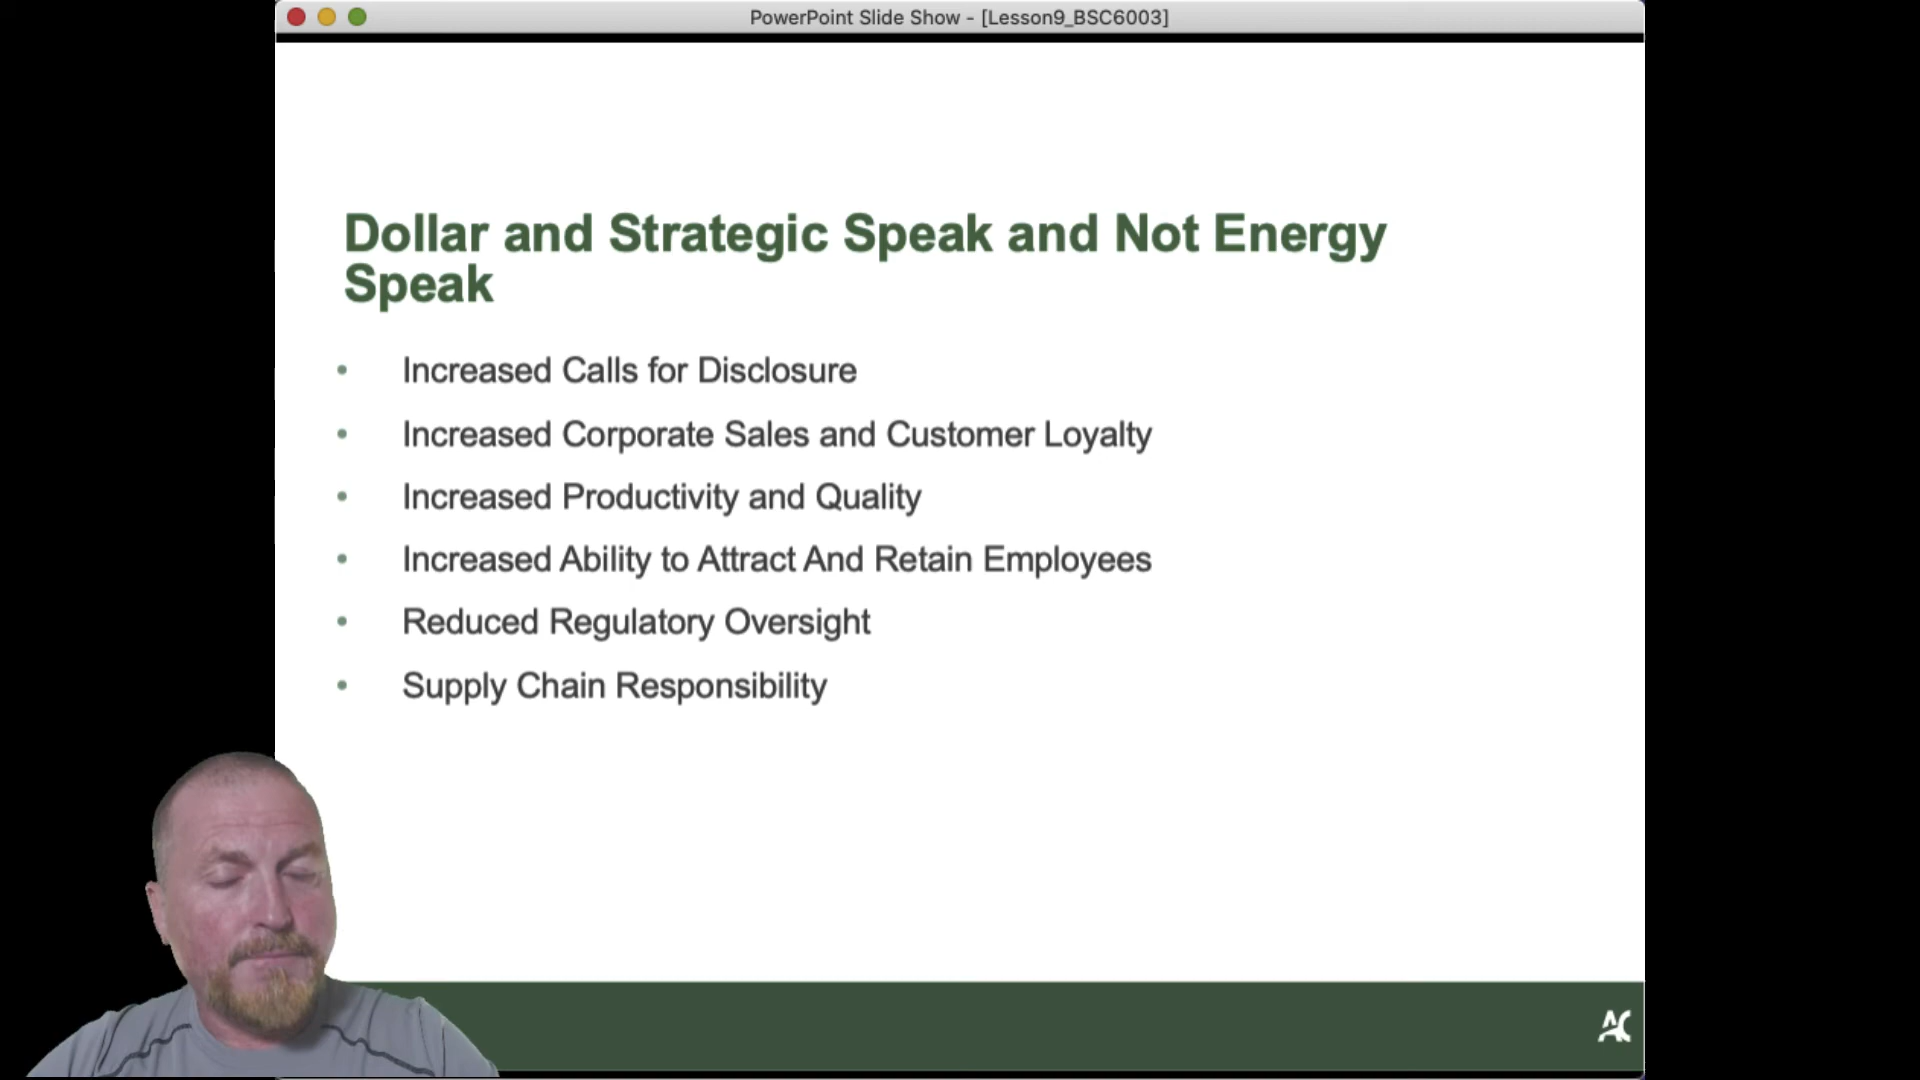 PowerPoint Slide Show - [Lesson9_BSC6003]
Dollar and Strategic Speak and Not Energy
Speak
• Increased Calls for Disclosure
• Increased Corporate Sales and Customer Loyalty
• Increased Productivity and Quality
• Increased Ability to Attract And Retain Employees
• Reduced Regulatory Oversight
• Supply Chain Responsibility
AC